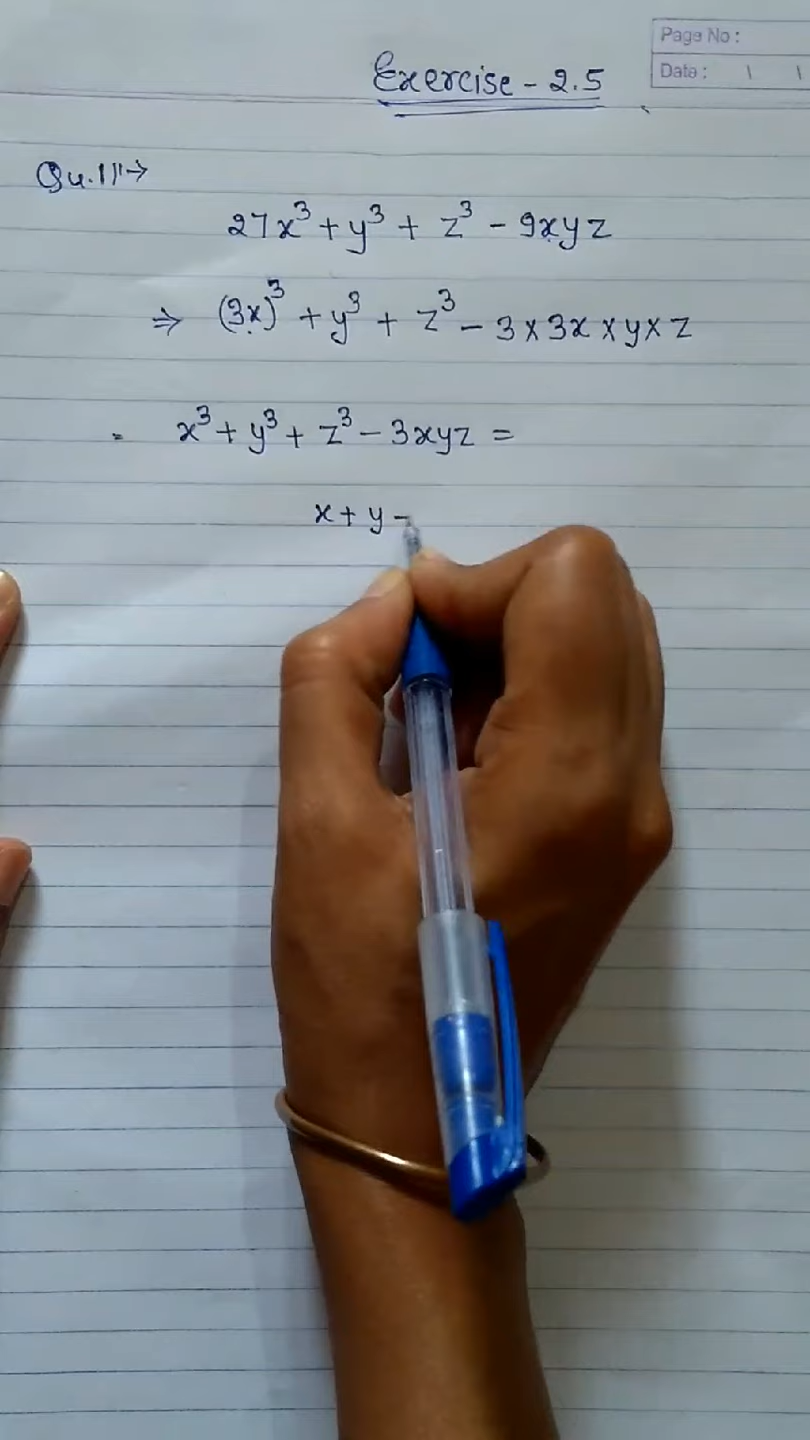 Page No :
Exercise - 2.5
Date :
Qu.11 →
27x³ + y³ + z³ - 9xyz
⇒ (3x)³ + y³ + z³ - 3 × 3x × y × z
= x³ + y³ + z³ - 3xyz =
x + y -